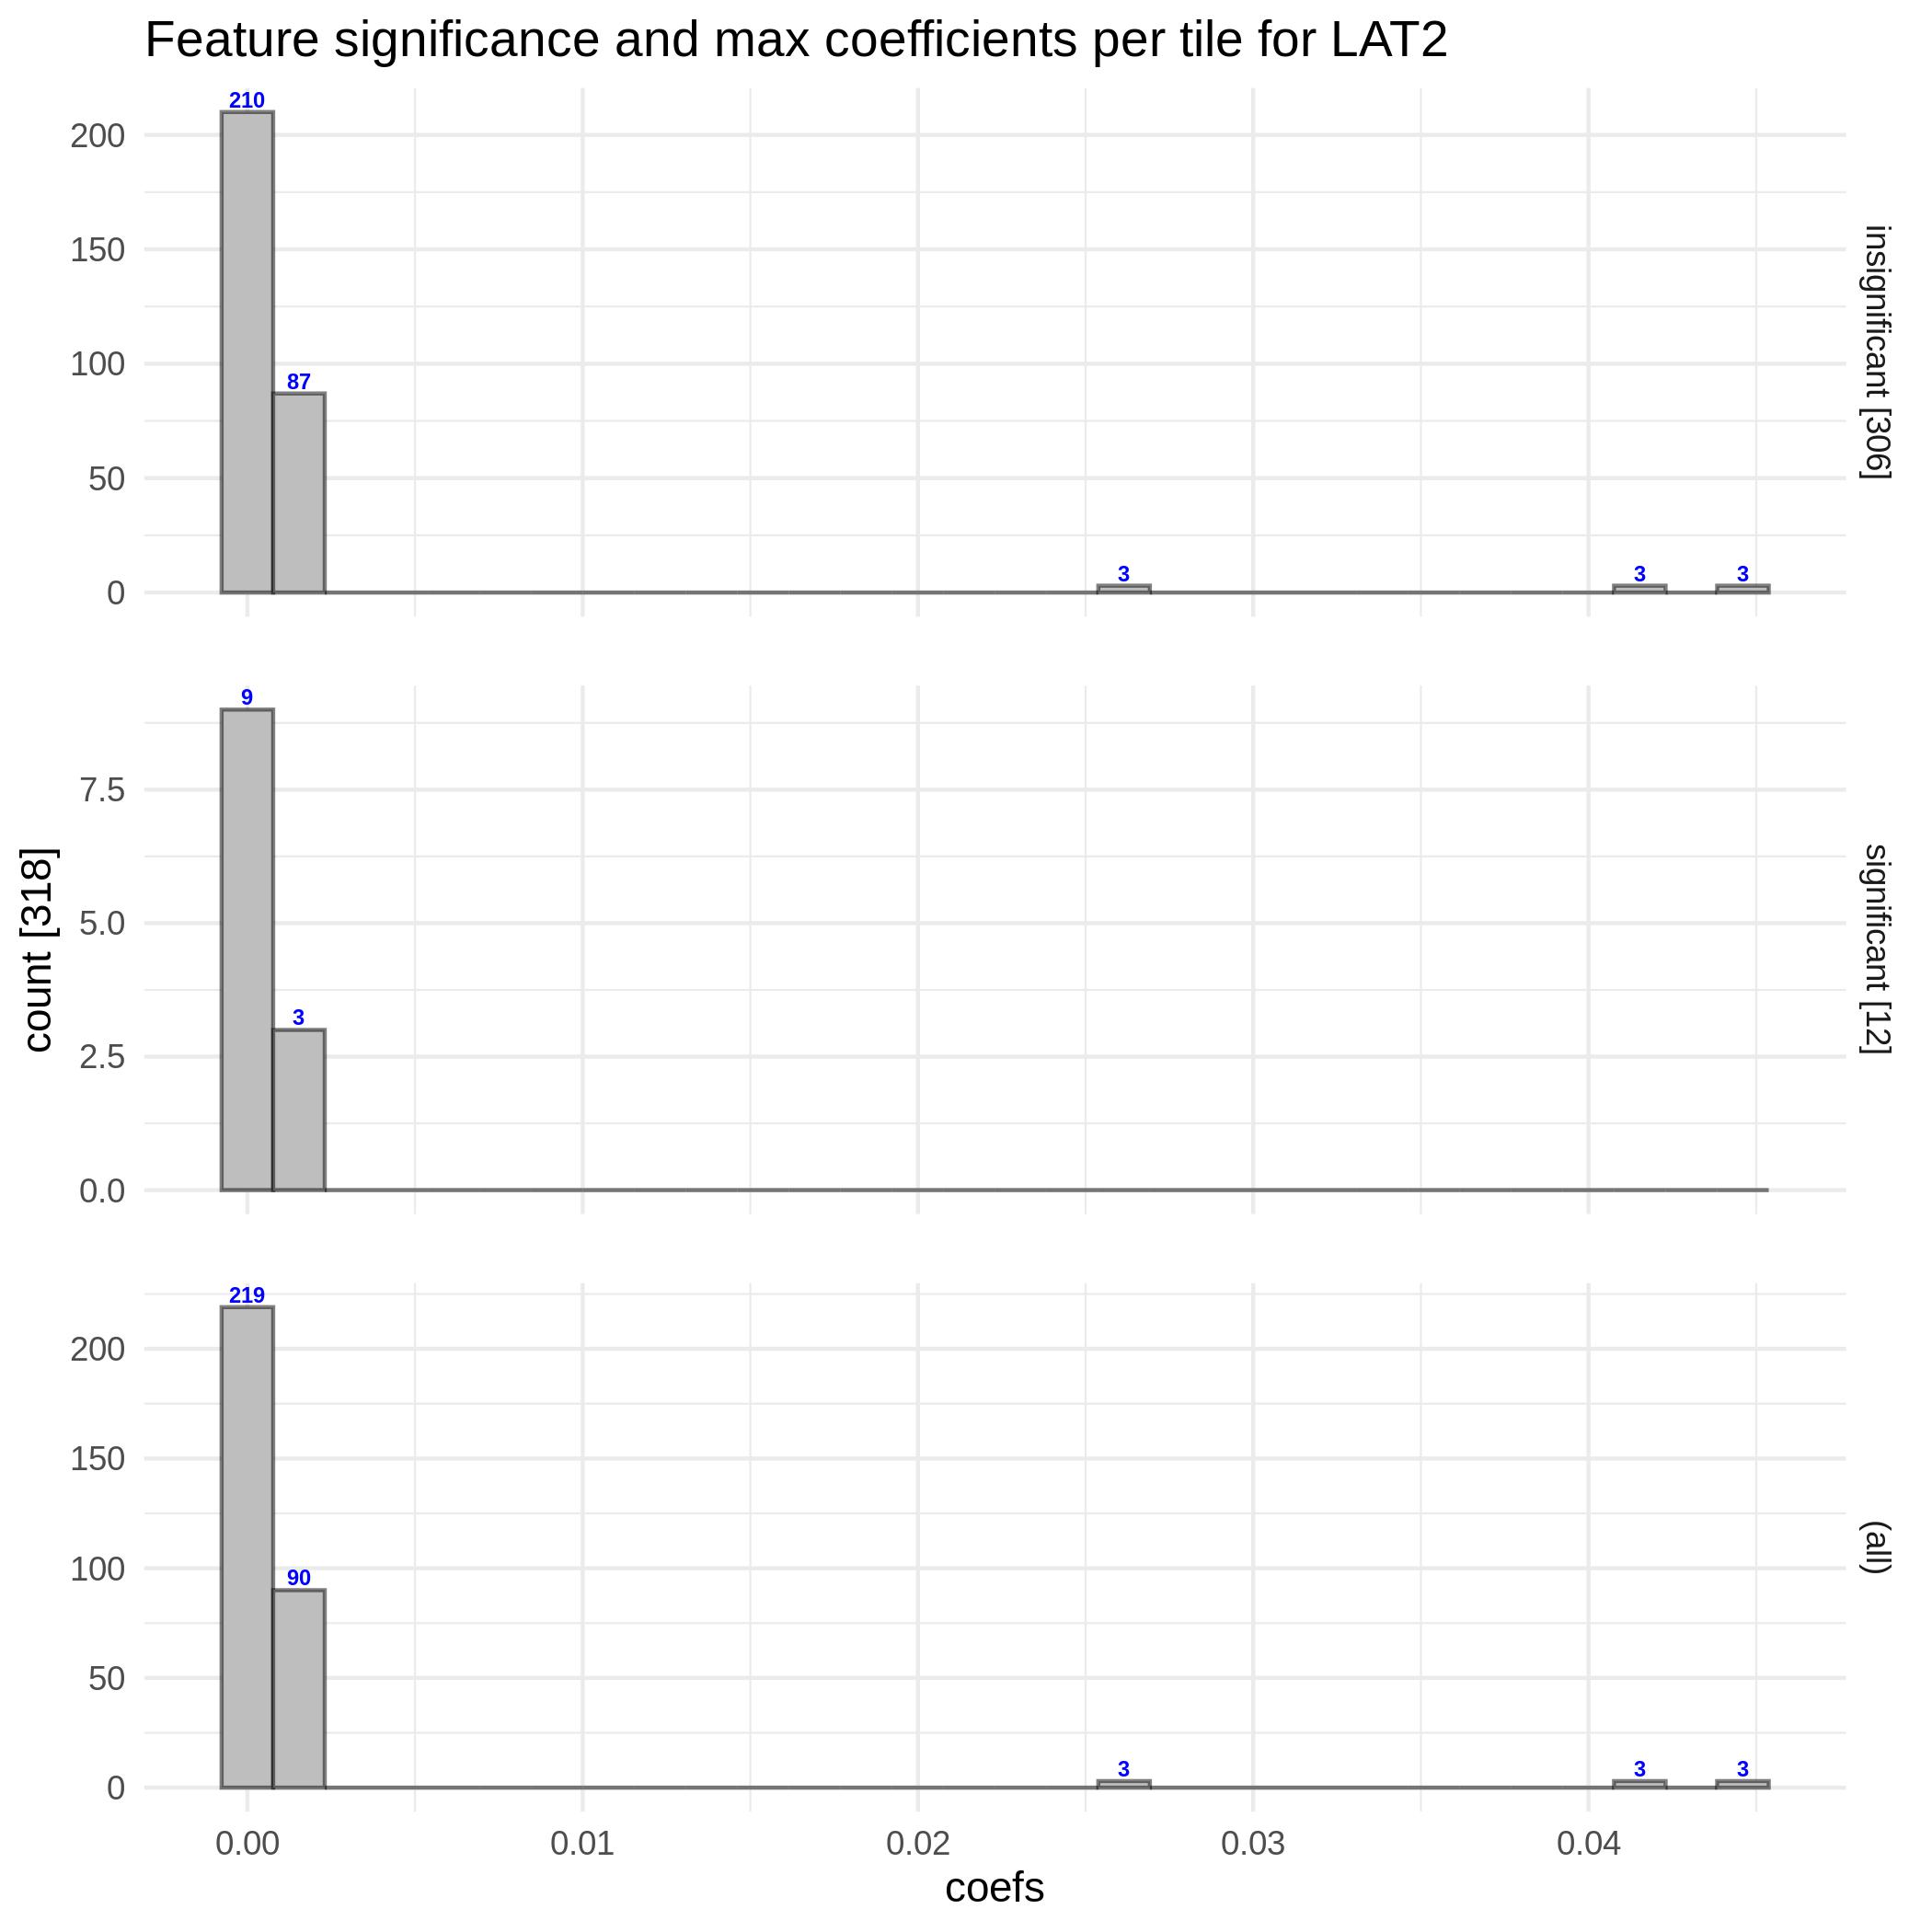 Feature significance and max coefficients per tile for LAT2
210
200
150
100
87
50
3 3 3
0
insignificant [306]
9
7.5
5.0
3
2.5
0.0
significant [12]
count [318]
219
200
150
100
90
50
3 3 3
0
(all)
0.00 0.01 0.02 0.03 0.04
coefs